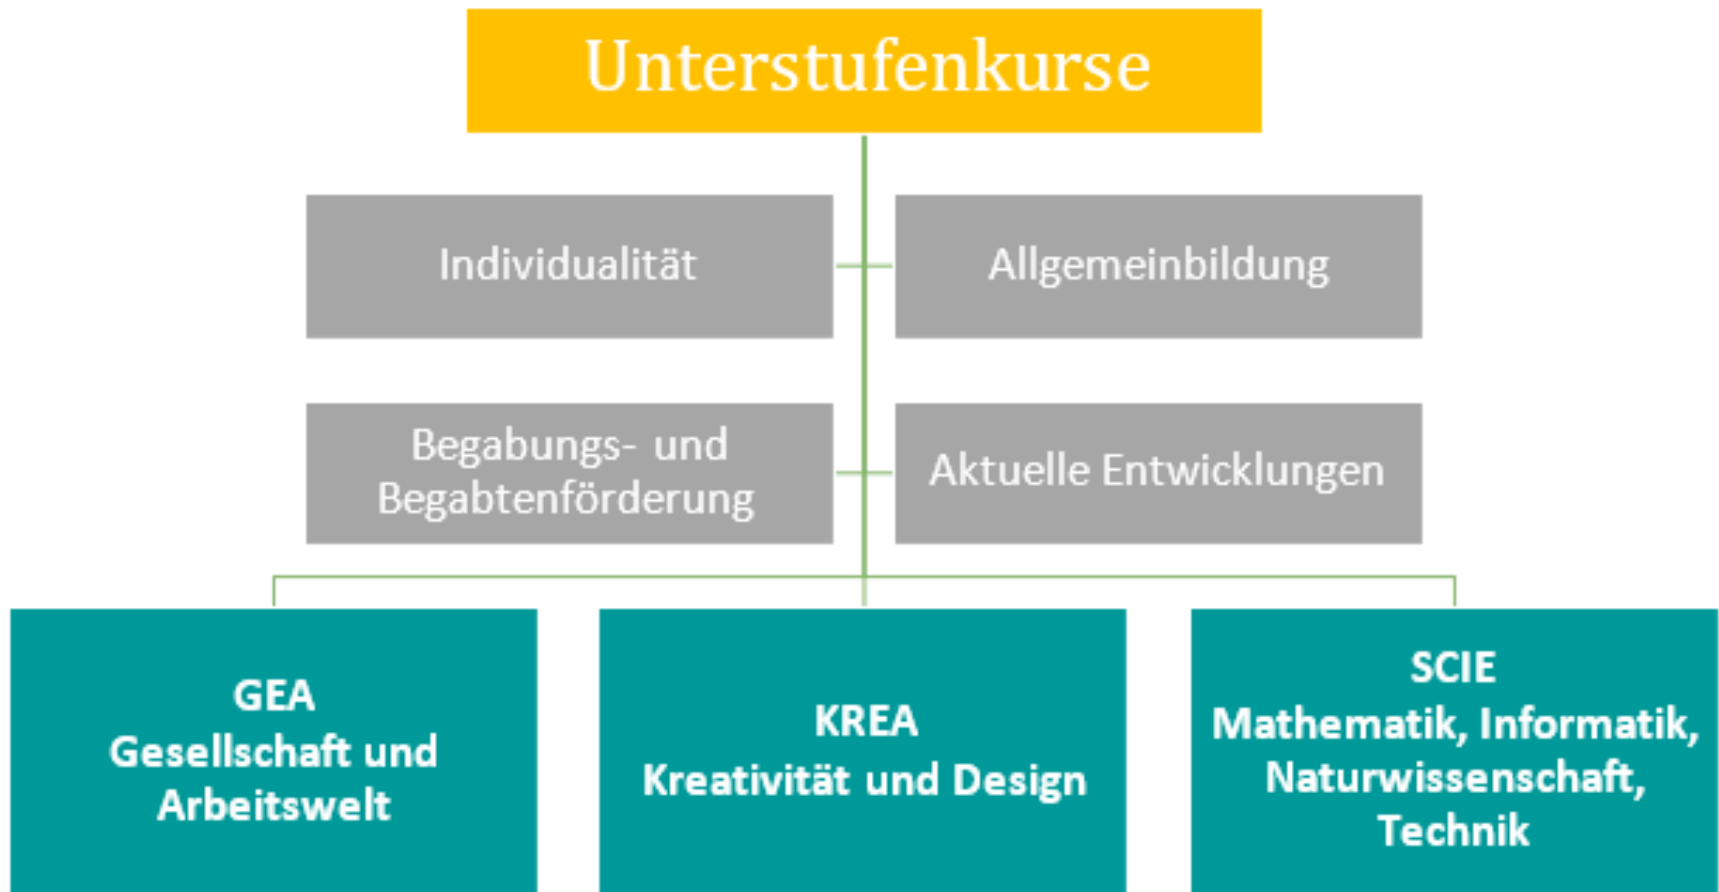 Unterstufenkurse
Individualität
Allgemeinbildung
Begabungs- und
Begabtenförderung
Aktuelle Entwicklungen
GEA
Gesellschaft und
Arbeitswelt
KREA
Kreativität und Design
SCIE
Mathematik, Informatik,
Naturwissenschaft,
Technik